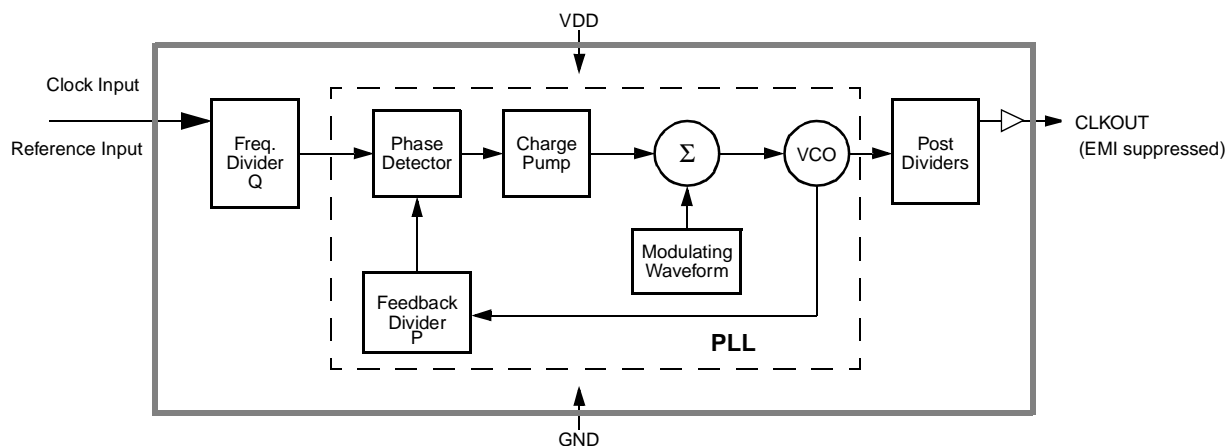 VDD
Clock Input
Reference Input
Freq.
Divider
Q
Phase
Detector
Charge
Pump
Σ
VCO
Post
Dividers
CLKOUT
(EMI suppressed)
Modulating
Waveform
Feedback
Divider
P
PLL
GND